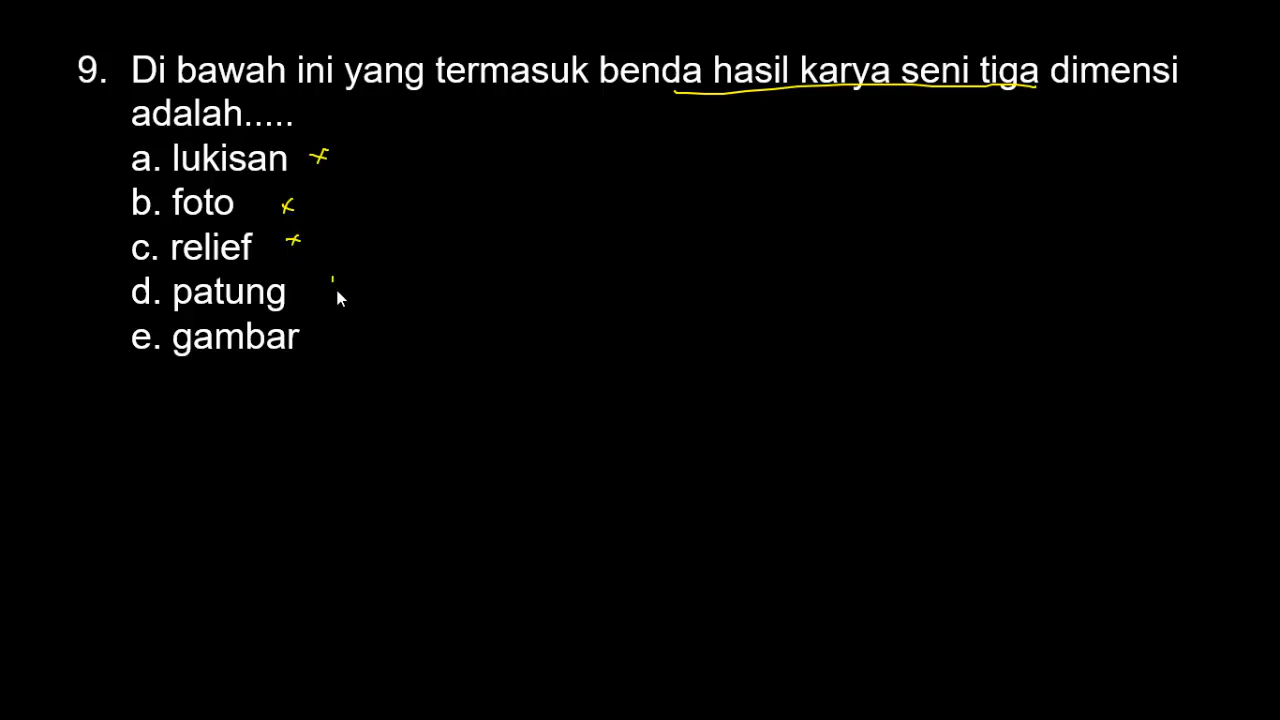 9. Di bawah ini yang termasuk benda hasil karya seni tiga dimensi
adalah.....
a. lukisan
b. foto
c. relief
d. patung
e. gambar